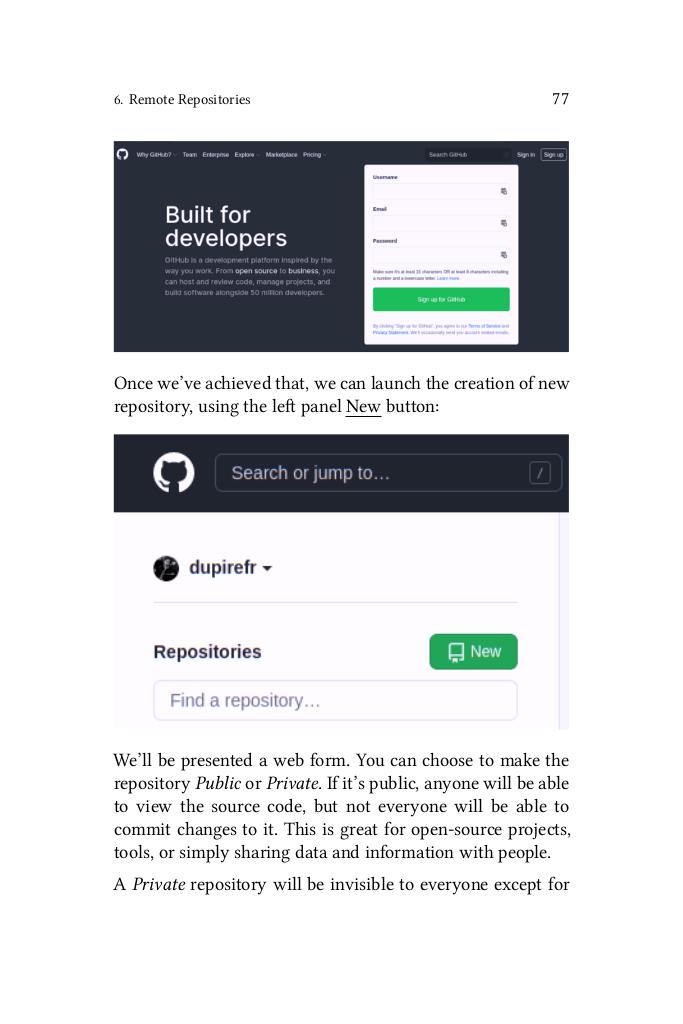 6. Remote Repositories 77
Why GitHub? Team Enterprise Explore Marketplace Pricing Search GitHub Sign in Sign up
Built for
developers
GitHub is a development platform inspired by the
way you work. From open source to business, you
can host and review code, manage projects, and
build software alongside 50 million developers.
Username
Email
Password
Make sure it's at least 15 characters OR at least 8 characters including
a number and a lowercase letter. Learn more.
Sign up for GitHub
By clicking "Sign up for GitHub", you agree to our Terms of Service and
Privacy Statement. We'll occasionally send you account related emails.
Once we've achieved that, we can launch the creation of new
repository, using the left panel New button:
Search or jump to… /
dupirefr
Repositories New
Find a repository…
We'll be presented a web form. You can choose to make the
repository Public or Private. If it's public, anyone will be able
to view the source code, but not everyone will be able to
commit changes to it. This is great for open-source projects,
tools, or simply sharing data and information with people.
A Private repository will be invisible to everyone except for